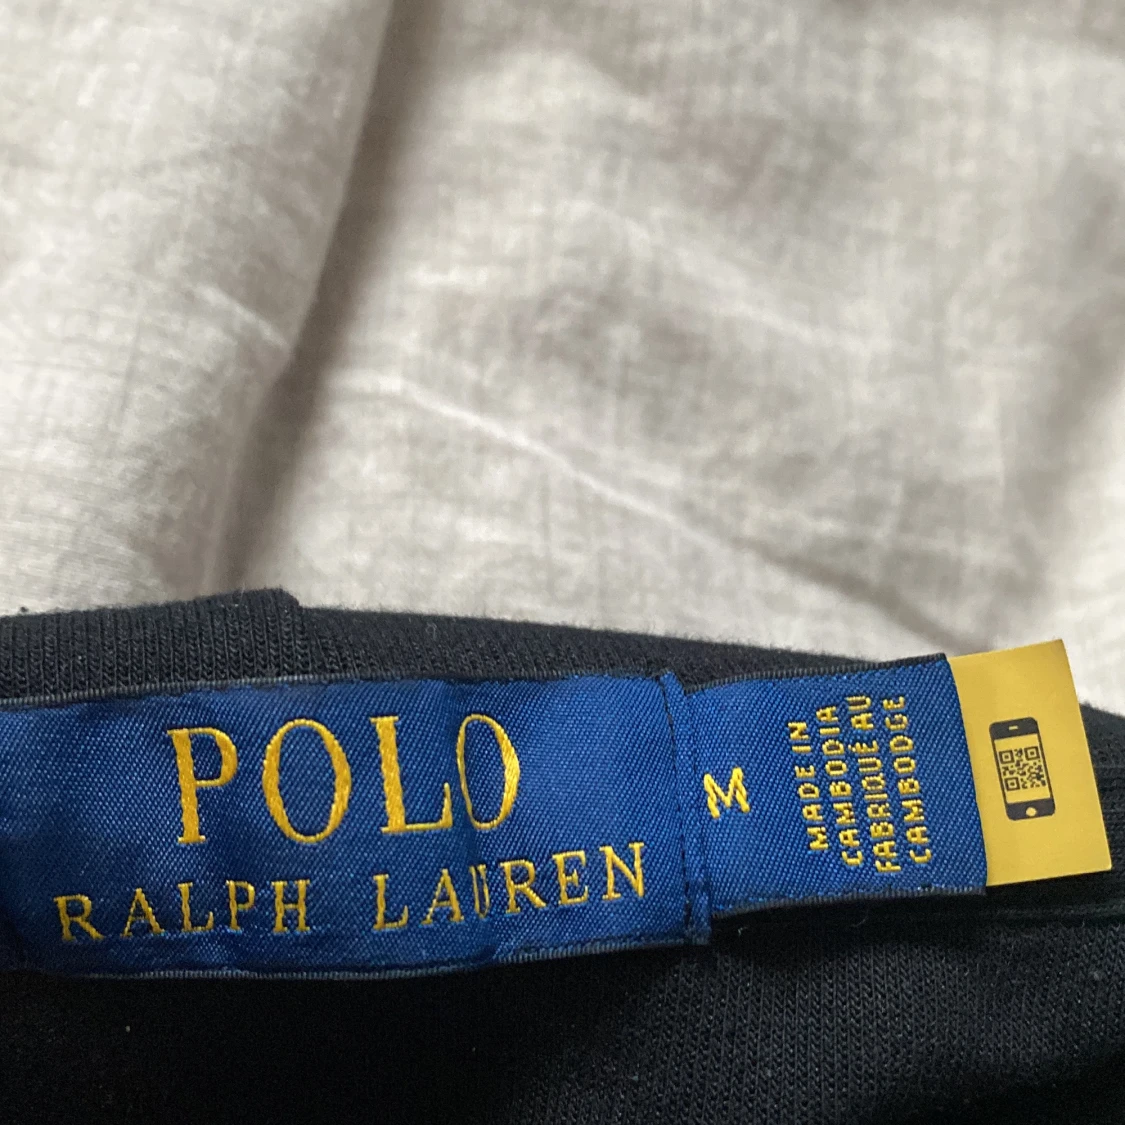 POLO
RALPH LAUREN
M
MADE IN
CAMBODIA
FABRIQUÉ AU
CAMBODGE